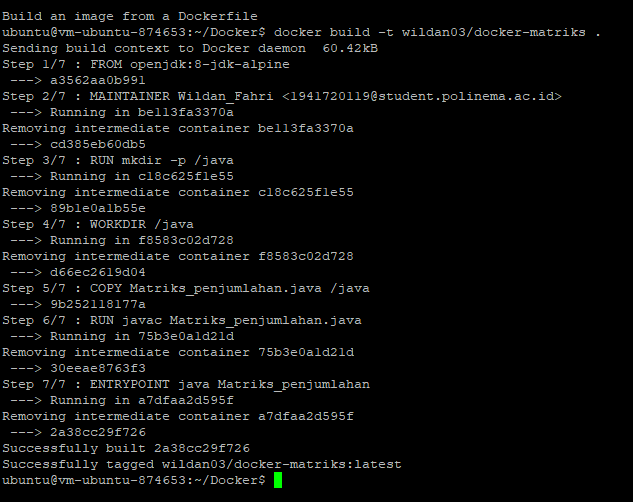 Build an image from a Dockerfile
ubuntu@vm-ubuntu-874653:~/Docker$ docker build -t wildan03/docker-matriks .
Sending build context to Docker daemon  60.42kB
Step 1/7 : FROM openjdk:8-jdk-alpine
 ---> a3562aa0b991
Step 2/7 : MAINTAINER Wildan_Fahri <1941720119@student.polinema.ac.id>
 ---> Running in be113fa3370a
Removing intermediate container be113fa3370a
 ---> cd385eb60db5
Step 3/7 : RUN mkdir -p /java
 ---> Running in c18c625f1e55
Removing intermediate container c18c625f1e55
 ---> 89b1e0a1b55e
Step 4/7 : WORKDIR /java
 ---> Running in f8583c02d728
Removing intermediate container f8583c02d728
 ---> d66ec2619d04
Step 5/7 : COPY Matriks_penjumlahan.java /java
 ---> 9b252118177a
Step 6/7 : RUN javac Matriks_penjumlahan.java
 ---> Running in 75b3e0a1d21d
Removing intermediate container 75b3e0a1d21d
 ---> 30eeae8763f3
Step 7/7 : ENTRYPOINT java Matriks_penjumlahan
 ---> Running in a7dfaa2d595f
Removing intermediate container a7dfaa2d595f
 ---> 2a38cc29f726
Successfully built 2a38cc29f726
Successfully tagged wildan03/docker-matriks:latest
ubuntu@vm-ubuntu-874653:~/Docker$